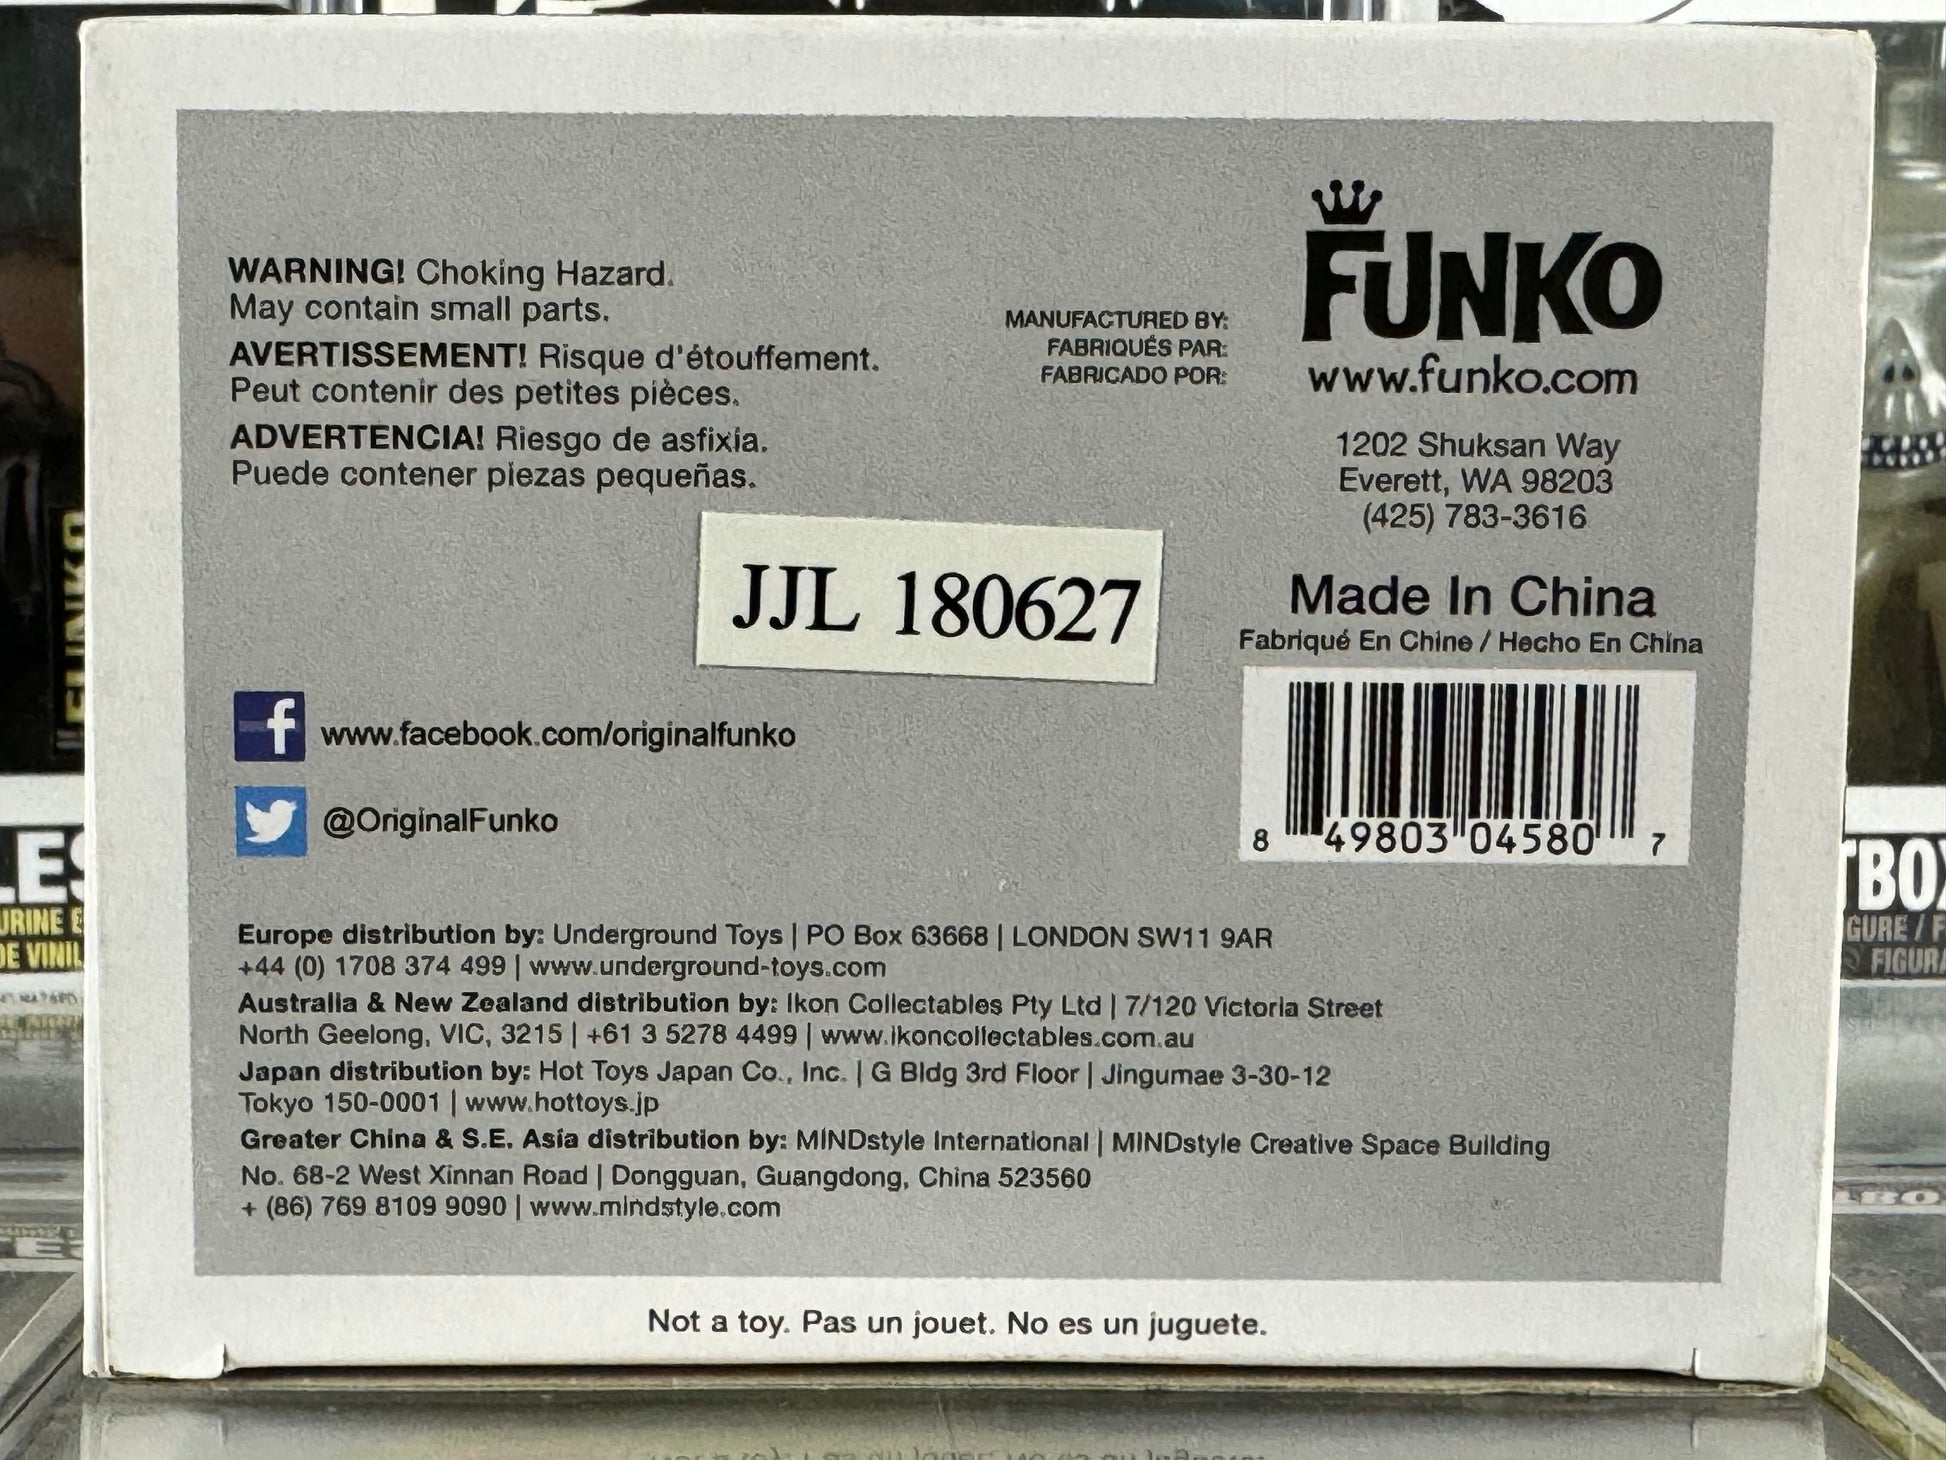 WARNING! Choking Hazard.
May contain small parts.
AVERTISSEMENT! Risque d'étouffement.
Peut contenir des petites pièces.
ADVERTENCIA! Riesgo de asfixia.
Puede contener piezas pequeñas.
MANUFACTURED BY:
FABRIQUÉS PAR:
FABRICADO POR:
FUNKO
www.funko.com
1202 Shuksan Way
Everett, WA 98203
(425) 783-3616
JJL 180627
Made In China
Fabriqué En Chine / Hecho En China
8 49803 04580 7
f www.facebook.com/originalfunko
@OriginalFunko
Europe distribution by: Underground Toys | PO Box 63668 | LONDON SW11 9AR
+44 (0) 1708 374 499 | www.underground-toys.com
Australia & New Zealand distribution by: Ikon Collectables Pty Ltd | 7/120 Victoria Street
North Geelong, VIC, 3215 | +61 3 5278 4499 | www.ikoncollectables.com.au
Japan distribution by: Hot Toys Japan Co., Inc. | G Bldg 3rd Floor | Jingumae 3-30-12
Tokyo 150-0001 | www.hottoys.jp
Greater China & S.E. Asia distribution by: MINDstyle International | MINDstyle Creative Space Building
No. 68-2 West Xinnan Road | Dongguan, Guangdong, China 523560
+ (86) 769 8109 9090 | www.mindstyle.com
Not a toy. Pas un jouet. No es un juguete.
FUNKO